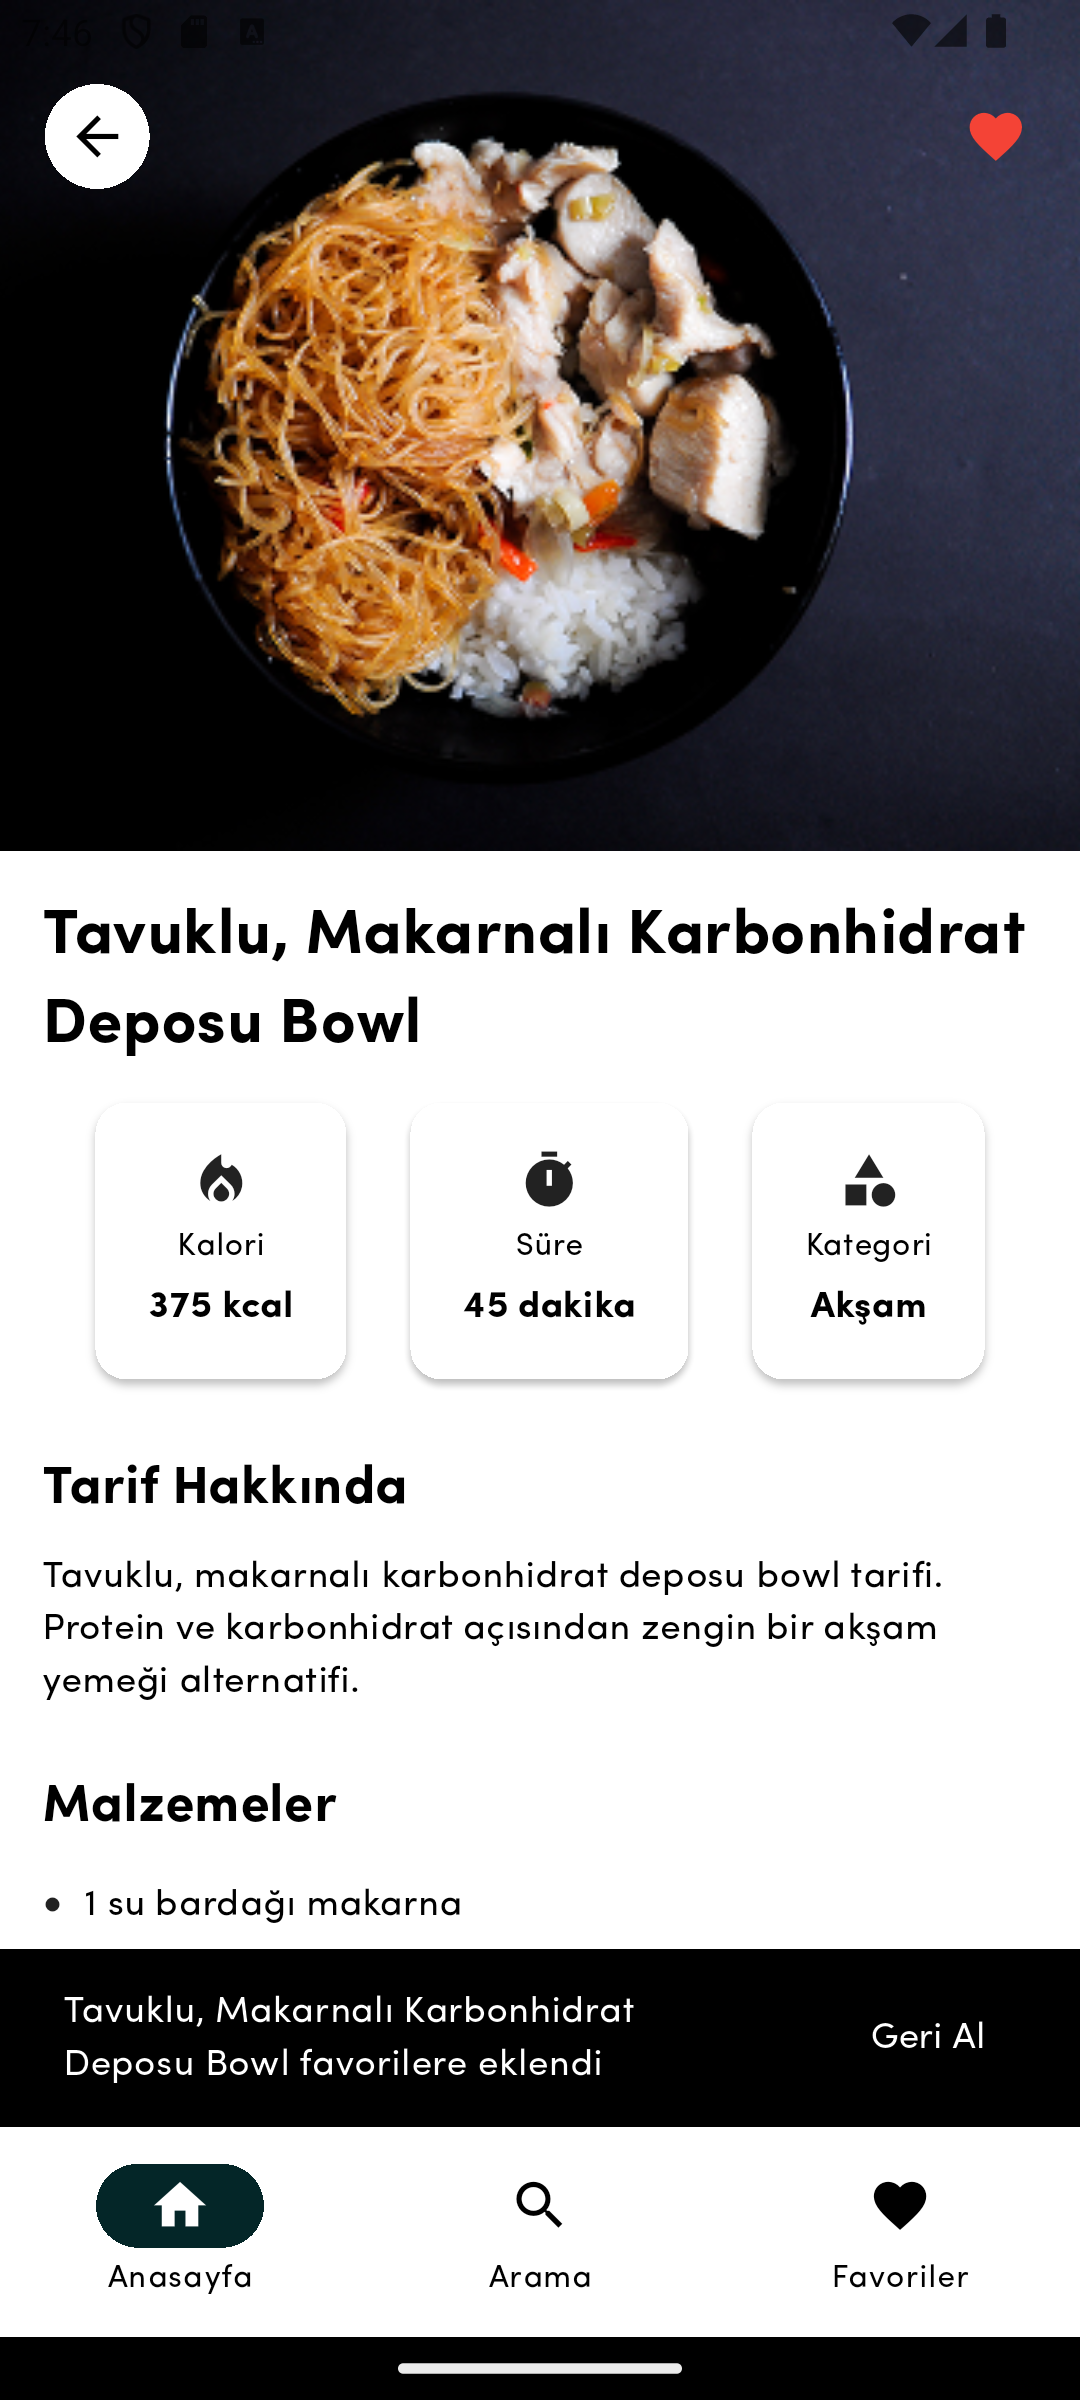 7:46
Tavuklu, Makarnalı Karbonhidrat
Deposu Bowl
Kalori
375 kcal
Süre
45 dakika
Kategori
Akşam
Tarif Hakkında
Tavuklu, makarnalı karbonhidrat deposu bowl tarifi.
Protein ve karbonhidrat açısından zengin bir akşam
yemeği alternatifi.
Malzemeler
• 1 su bardağı makarna
Tavuklu, Makarnalı Karbonhidrat
Deposu Bowl favorilere eklendi
Geri Al
Anasayfa
Arama
Favoriler